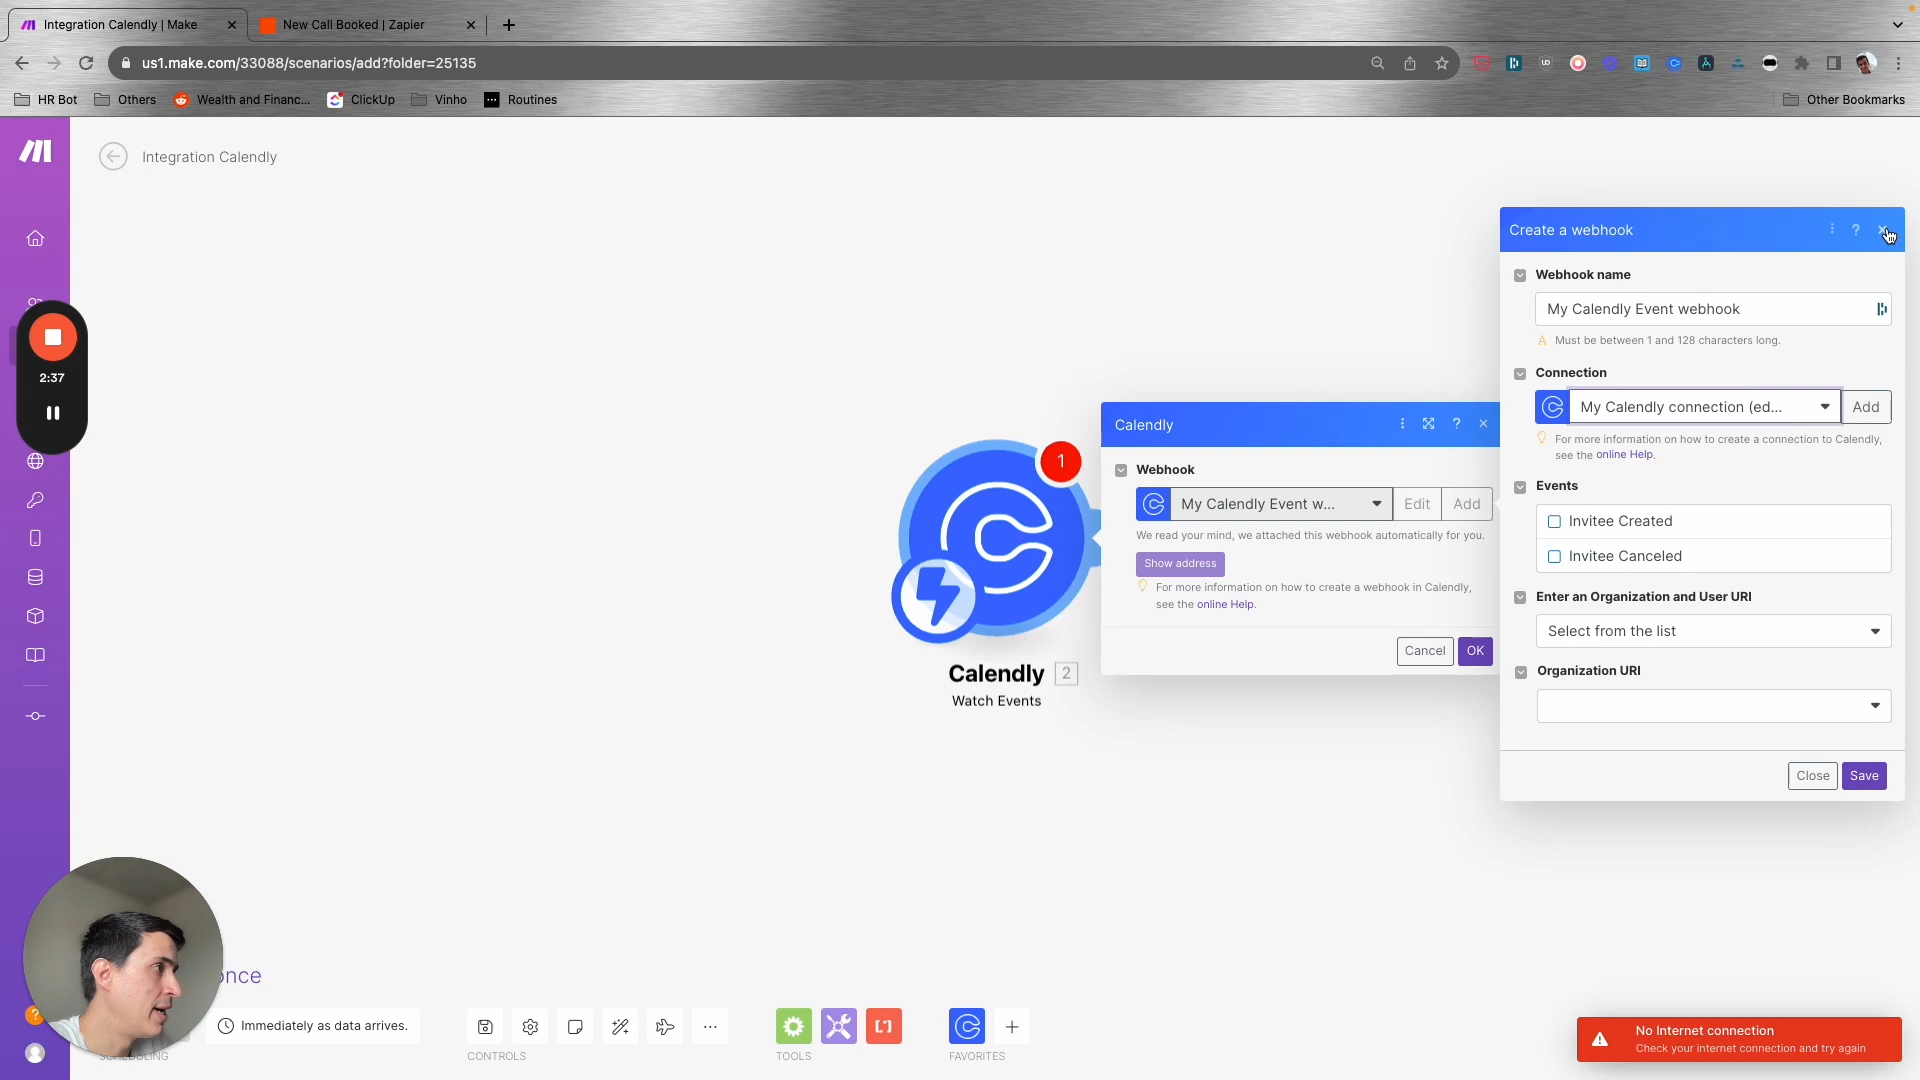 Integration Calendly | Make
New Call Booked | Zapier
us1.make.com/33088/scenarios/add?folder=25135
HR Bot
Others
Wealth and Financ...
ClickUp
Vinho
Routines
Other Bookmarks
Integration Calendly
Create a webhook
Webhook name
My Calendly Event webhook
Must be between 1 and 128 characters long.
Connection
My Calendly connection (ed...
Add
For more information on how to create a connection to Calendly,
see the online Help.
Events
Invitee Created
Invitee Canceled
Enter an Organization and User URI
Select from the list
Organization URI
Close
Save
2:37
Calendly
Webhook
My Calendly Event w...
Edit
Add
We read your mind, we attached this webhook automatically for you.
Show address
For more information on how to create a webhook in Calendly,
see the online Help.
Cancel
OK
1
Calendly 2
Watch Events
once
Immediately as data arrives.
SCHEDULING
CONTROLS
TOOLS
FAVORITES
No Internet connection
Check your internet connection and try again